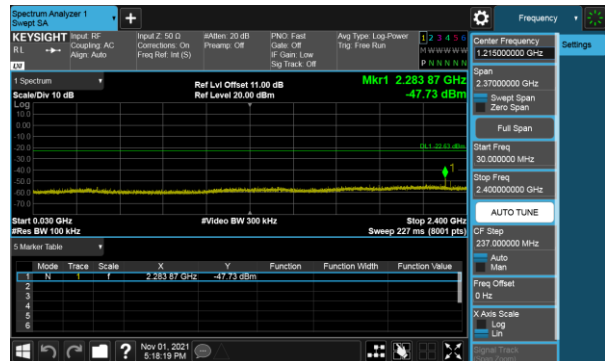 Spectrum Analyzer 1
Swept SA
Frequency
KEYSIGHT Input: RF
RL
Coupling: AC
Align: Auto
LXI
Input Z: 50 Ω
Corrections: On
Freq Ref: Int (S)
#Atten: 20 dB
Preamp: Off
PNO: Fast
Gate: Off
IF Gain: Low
Sig Track: Off
Avg Type: Log-Power
Trig: Free Run
1 2 3 4 5 6
M W W W W W
P N N N N N
Center Frequency
1.215000000 GHz
Settings
Span
2.37000000 GHz
Swept Span
Zero Span
Full Span
Start Freq
30.000000 MHz
Stop Freq
2.400000000 GHz
AUTO TUNE
CF Step
237.000000 MHz
Auto
Man
Freq Offset
0 Hz
X Axis Scale
Log
Lin
Signal Track
1 Spectrum
Scale/Div 10 dB
Ref Lvl Offset 11.00 dB
Ref Level 20.00 dBm
Mkr1 2.283 87 GHz
-47.73 dBm
Log
10.0
0.00
-10.0
-20.0
-30.0
-40.0
-50.0
-60.0
-70.0
DL1 -22.63 dBm
1
Start 0.030 GHz
#Res BW 100 kHz
#Video BW 300 kHz
Stop 2.400 GHz
Sweep 227 ms (8001 pts)
5 Marker Table
Mode Trace Scale X Y Function Function Width Function Value
1 N 1 f 2.283 87 GHz -47.73 dBm
2
3
4
5
6
Nov 01, 2021
5:18:19 PM